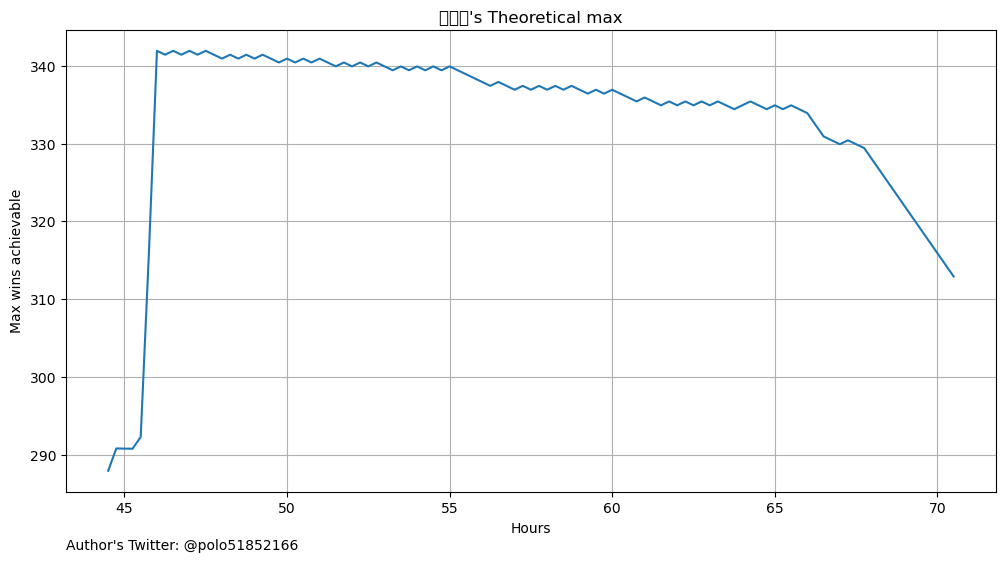 's Theoretical max
Max wins achievable
340
330
320
310
300
290
45 50 55 60 65 70
Hours
Author's Twitter: @polo51852166